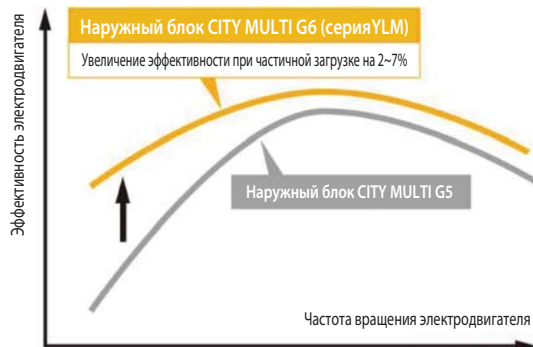 Эффективность электродвигателя
Наружный блок CITY MULTI G6 (серияYLM)
Увеличение эффективности при частичной загрузке на 2~7%
Наружный блок CITY MULTI G5
Частота вращения электродвигателя